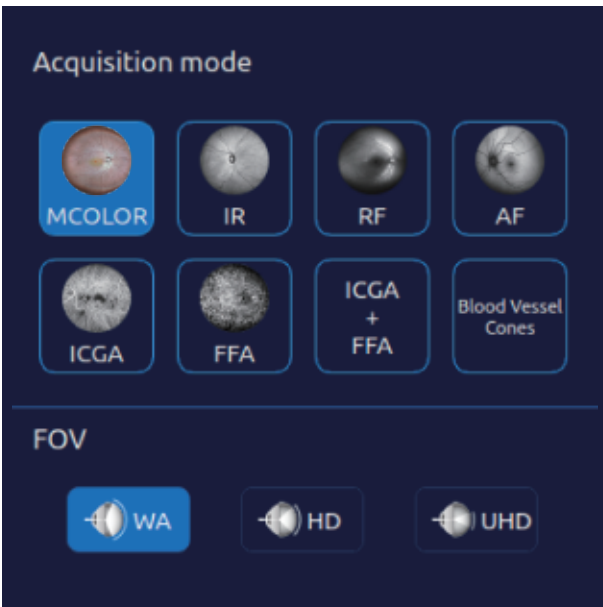 Acquisition mode
MCOLOR
IR
RF
AF
ICGA
FFA
ICGA
+
FFA
Blood Vessel
Cones
FOV
WA
HD
UHD